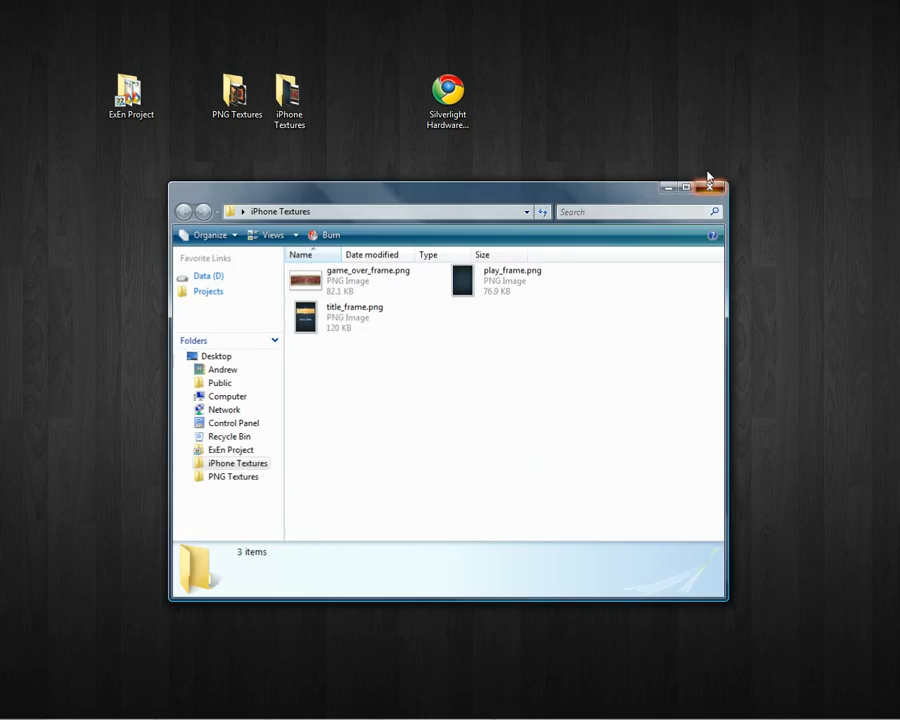 ExEn Project
PNG Textures
iPhone
Textures
Silverlight
Hardware...
iPhone Textures
Search
Organize
Views
Burn
Favorite Links
Data (D)
Projects
Folders
Desktop
Andrew
Public
Computer
Network
Control Panel
Recycle Bin
ExEn Project
iPhone Textures
PNG Textures
Name
Date modified
Type
Size
game_over_frame.png
PNG Image
82.1 KB
play_frame.png
PNG Image
76.9 KB
title_frame.png
PNG Image
120 KB
3 items